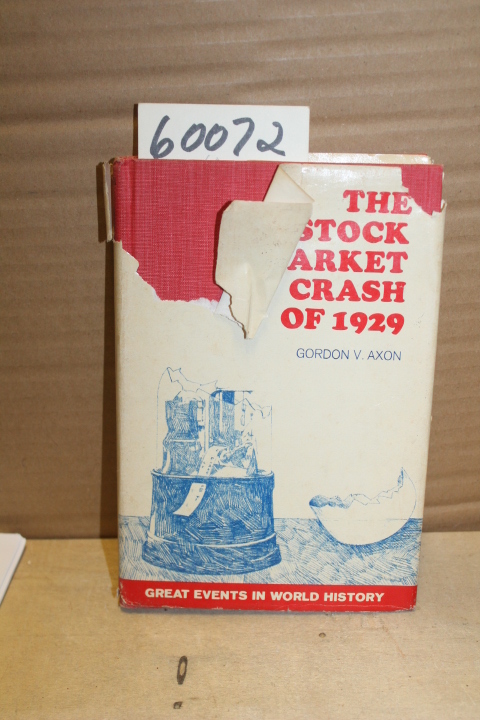 60072
THE
STOCK
ARKET
CRASH
OF 1929
GORDON V. AXON
GREAT EVENTS IN WORLD HISTORY